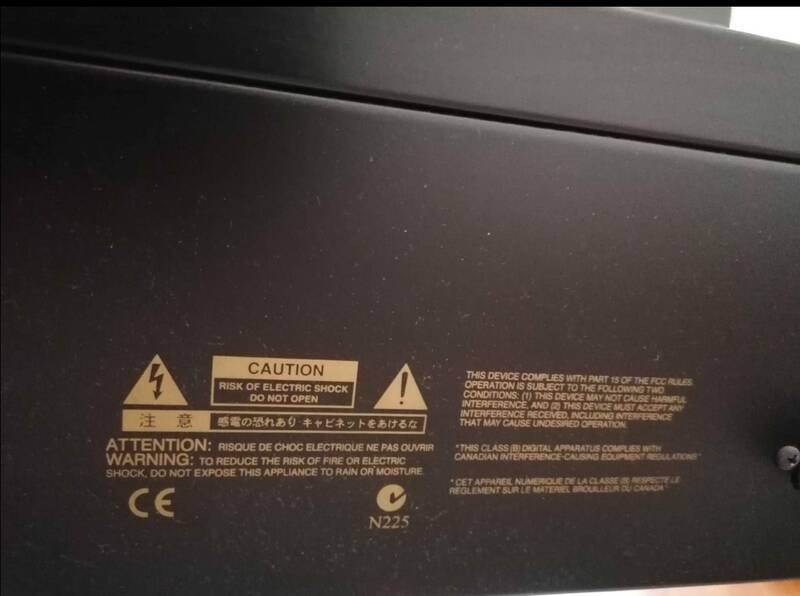 CAUTION
RISK OF ELECTRIC SHOCK
DO NOT OPEN
注 意
感電の恐れあり キャビネットをあけるな
ATTENTION: RISQUE DE CHOC ELECTRIQUE NE PAS OUVRIR
WARNING: TO REDUCE THE RISK OF FIRE OR ELECTRIC
SHOCK, DO NOT EXPOSE THIS APPLIANCE TO RAIN OR MOISTURE.
CE
N225
THIS DEVICE COMPLIES WITH PART 15 OF THE FCC RULES.
OPERATION IS SUBJECT TO THE FOLLOWING TWO
CONDITIONS: (1) THIS DEVICE MAY NOT CAUSE HARMFUL
INTERFERENCE, AND (2) THIS DEVICE MUST ACCEPT ANY
INTERFERENCE RECEIVED, INCLUDING INTERFERENCE
THAT MAY CAUSE UNDESIRED OPERATION.
"THIS CLASS (B) DIGITAL APPARATUS COMPLIES WITH
CANADIAN INTERFERENCE-CAUSING EQUIPMENT REGULATIONS"
"CET APPAREIL NUMERIQUE DE LA CLASSE (B) RESPECTE LE
REGLEMENT SUR LE MATERIEL BROUILLEUR DU CANADA"